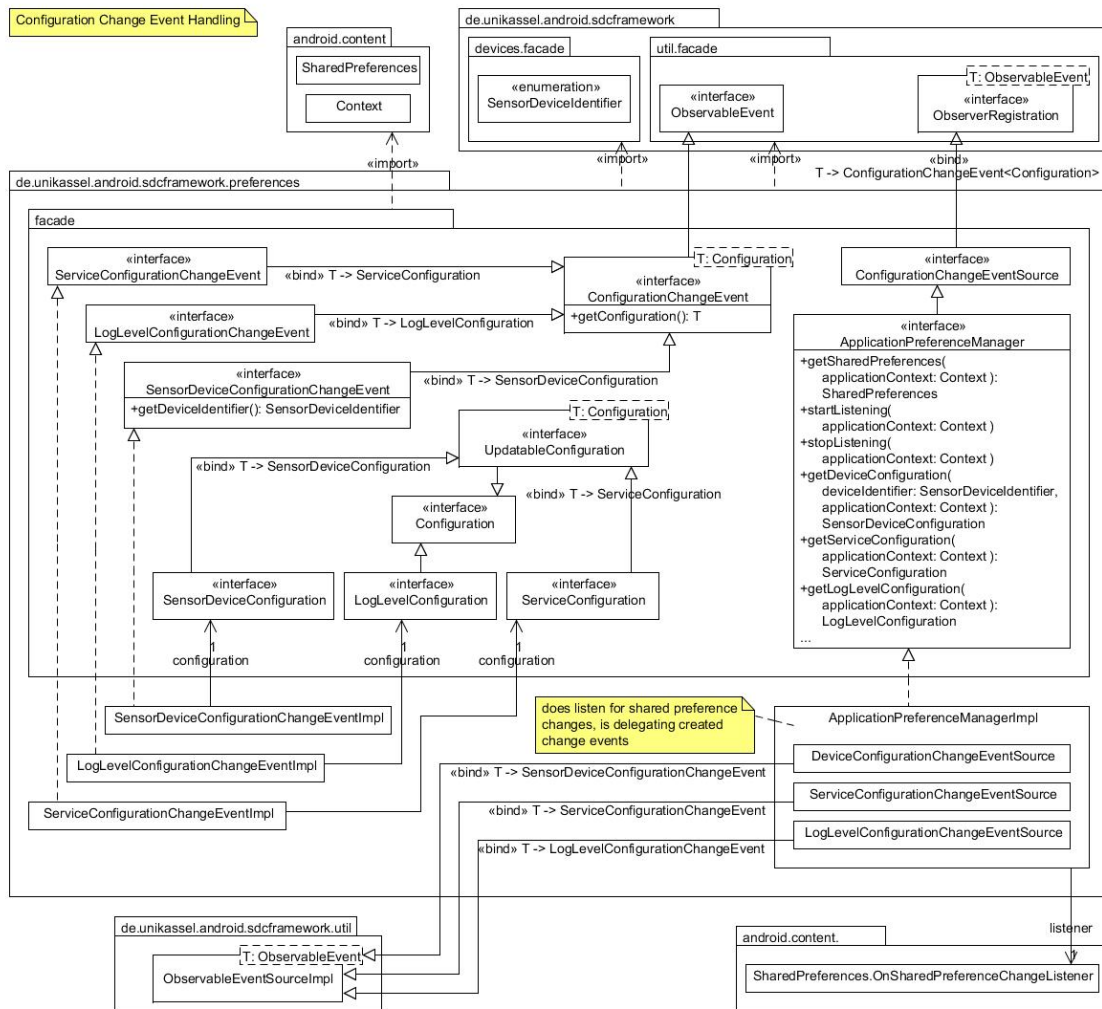 Configuration Change Event Handling
android.content
SharedPreferences
Context
de.unikassel.android.sdcframework
devices.facade
«enumeration»
SensorDeviceIdentifier
util.facade
«interface»
ObservableEvent
T: ObservableEvent
«interface»
ObserverRegistration
«import»
«import»
«import»
«bind»
T -> ConfigurationChangeEvent<Configuration>
de.unikassel.android.sdcframework.preferences
facade
«interface»
ServiceConfigurationChangeEvent
«bind» T -> ServiceConfiguration
T: Configuration
«interface»
ConfigurationChangeEvent
+getConfiguration(): T
«interface»
ConfigurationChangeEventSource
«interface»
LogLevelConfigurationChangeEvent
«bind» T -> LogLevelConfiguration
«interface»
SensorDeviceConfigurationChangeEvent
+getDeviceIdentifier(): SensorDeviceIdentifier
«bind» T -> SensorDeviceConfiguration
«interface»
ApplicationPreferenceManager
+getSharedPreferences(
applicationContext: Context ):
SharedPreferences
+startListening(
applicationContext: Context )
+stopListening(
applicationContext: Context )
+getDeviceConfiguration(
deviceIdentifier: SensorDeviceIdentifier,
applicationContext: Context ):
SensorDeviceConfiguration
+getServiceConfiguration(
applicationContext: Context ):
ServiceConfiguration
+getLogLevelConfiguration(
applicationContext: Context ):
LogLevelConfiguration
...
T: Configuration
«interface»
UpdatableConfiguration
«bind» T -> SensorDeviceConfiguration
«bind» T -> ServiceConfiguration
«interface»
Configuration
«interface»
SensorDeviceConfiguration
«interface»
LogLevelConfiguration
«interface»
ServiceConfiguration
1
configuration
1
configuration
1
configuration
SensorDeviceConfigurationChangeEventImpl
LogLevelConfigurationChangeEventImpl
ServiceConfigurationChangeEventImpl
does listen for shared preference
changes, is delegating created
change events
ApplicationPreferenceManagerImpl
DeviceConfigurationChangeEventSource
ServiceConfigurationChangeEventSource
LogLevelConfigurationChangeEventSource
«bind» T -> SensorDeviceConfigurationChangeEvent
«bind» T -> ServiceConfigurationChangeEvent
«bind» T -> LogLevelConfigurationChangeEvent
de.unikassel.android.sdcframework.util
T: ObservableEvent
ObservableEventSourceImpl
listener
1
android.content.
SharedPreferences.OnSharedPreferenceChangeListener